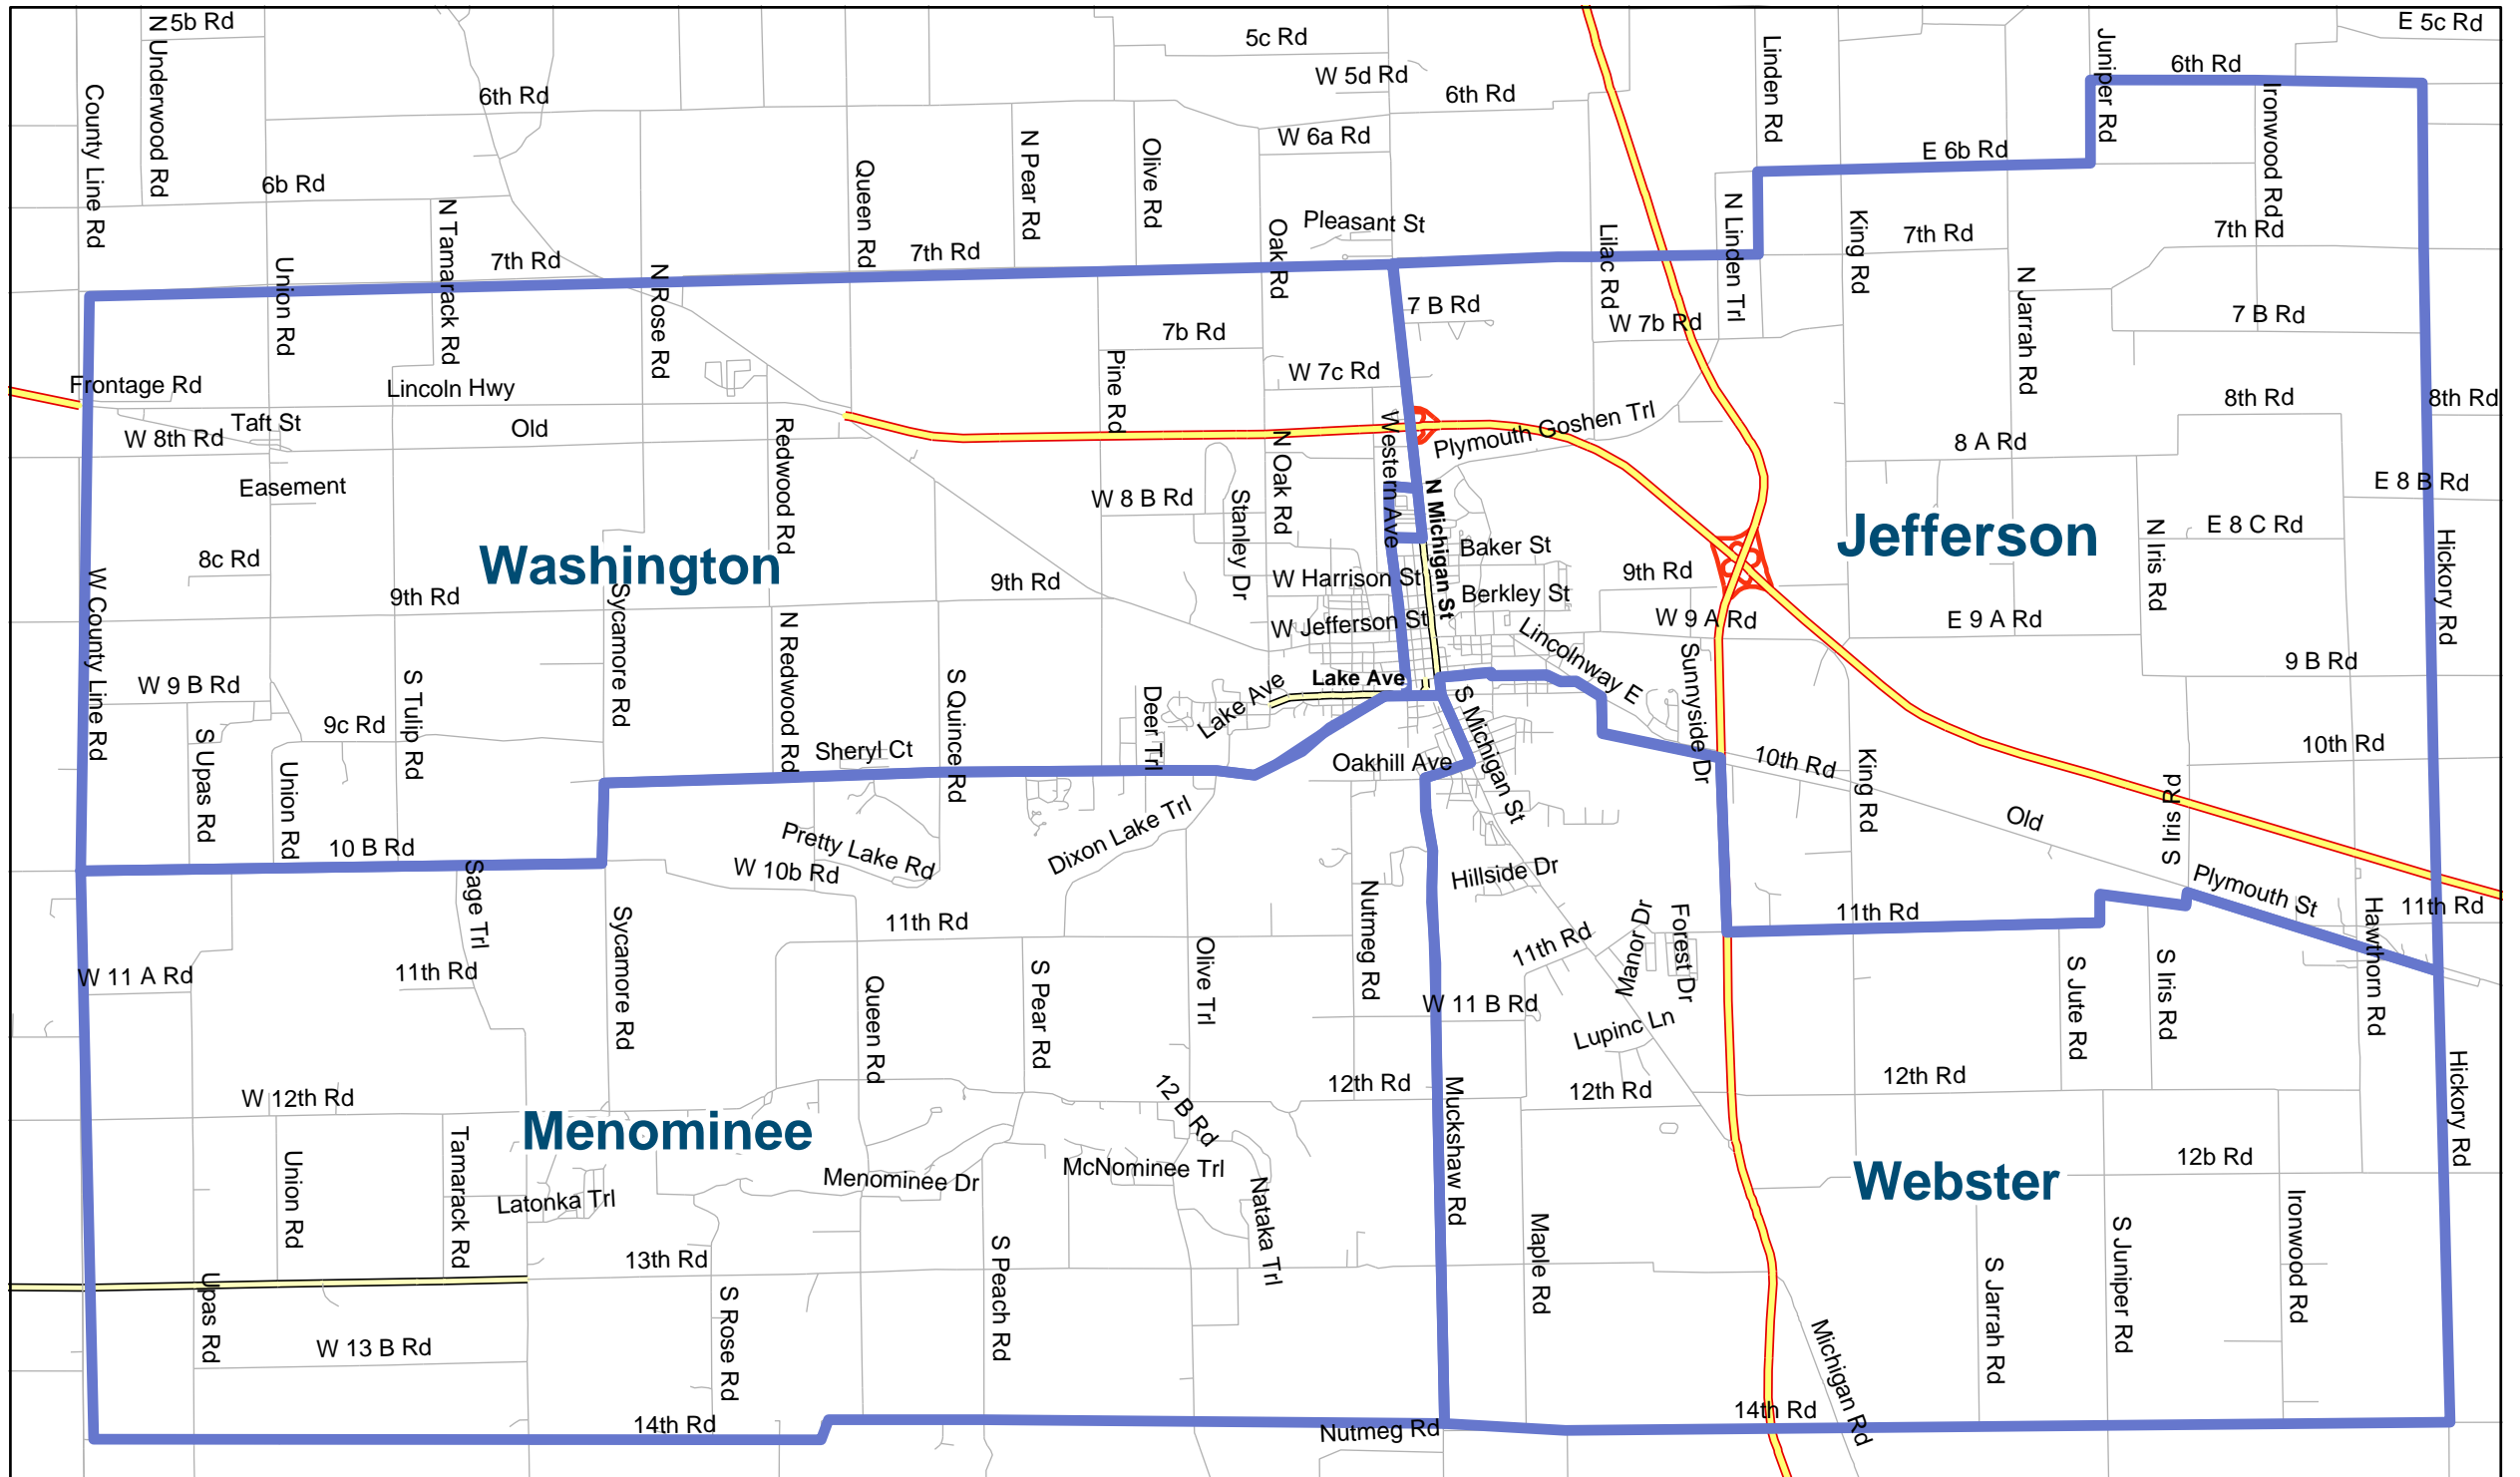 N Underwood Rd
5b Rd
5c Rd
E 5c Rd
W 5d Rd
6th Rd
6th Rd
6th Rd
County Line Rd
Linden Rd
Juniper Rd
Ironwood Rd
N Pear Rd
Olive Rd
W 6a Rd
E 6b Rd
Queen Rd
6b Rd
N Tamarack Rd
Pleasant St
Oak Rd
Lilac Rd
N Linden Trl
King Rd
7th Rd
7th Rd
7th Rd
7th Rd
Union Rd
N Rose Rd
N Jarrah Rd
7 B Rd
7 B Rd
W 7b Rd
7b Rd
Pine Rd
W 7c Rd
Frontage Rd
Lincoln Hwy
8th Rd
8th Rd
Taft St
Old
W 8th Rd
Redwood Rd
N Oak Rd
Western Ave
Plymouth Goshen Trl
8 A Rd
E 8 B Rd
Easement
W 8 B Rd
Stanley Dr
N Michigan St
Jefferson
E 8 C Rd
N Iris Rd
Hickory Rd
8c Rd
Washington
Baker St
W Harrison St
9th Rd
9th Rd
9th Rd
Berkley St
W County Line Rd
Sycamore Rd
N Redwood Rd
W Jefferson St
Lincolnway E
W 9 A Rd
E 9 A Rd
Sunnyside Dr
9 B Rd
W 9 B Rd
S Tulip Rd
S Quince Rd
Deer Trl
Lake Ave
Lake Ave
S Michigan St
9c Rd
S Upas Rd
Union Rd
Sheryl Ct
Oakhill Ave
10th Rd
10th Rd
King Rd
S Iris Rd
Old
10 B Rd
Pretty Lake Rd
Dixon Lake Trl
W 10b Rd
Hillside Dr
Plymouth St
Sage Trl
Sycamore Rd
11th Rd
Nutmeg Rd
11th Rd
Manor Dr
Forest Dr
11th Rd
11th Rd
Hawthorn Rd
W 11 A Rd
11th Rd
Queen Rd
S Pear Rd
Olive Trl
W 11 B Rd
Lupinc Ln
S Jute Rd
S Iris Rd
Hickory Rd
W 12th Rd
12th Rd
12th Rd
12th Rd
12 B Rd
Muckshaw Rd
Menominee
Tamarack Rd
Union Rd
Latonka Trl
Menominee Dr
McNominee Trl
Nataka Trl
Webster
12b Rd
Maple Rd
S Juniper Rd
Ironwood Rd
13th Rd
S Peach Rd
S Jarrah Rd
Upas Rd
S Rose Rd
W 13 B Rd
Michigan Rd
14th Rd
14th Rd
Nutmeg Rd